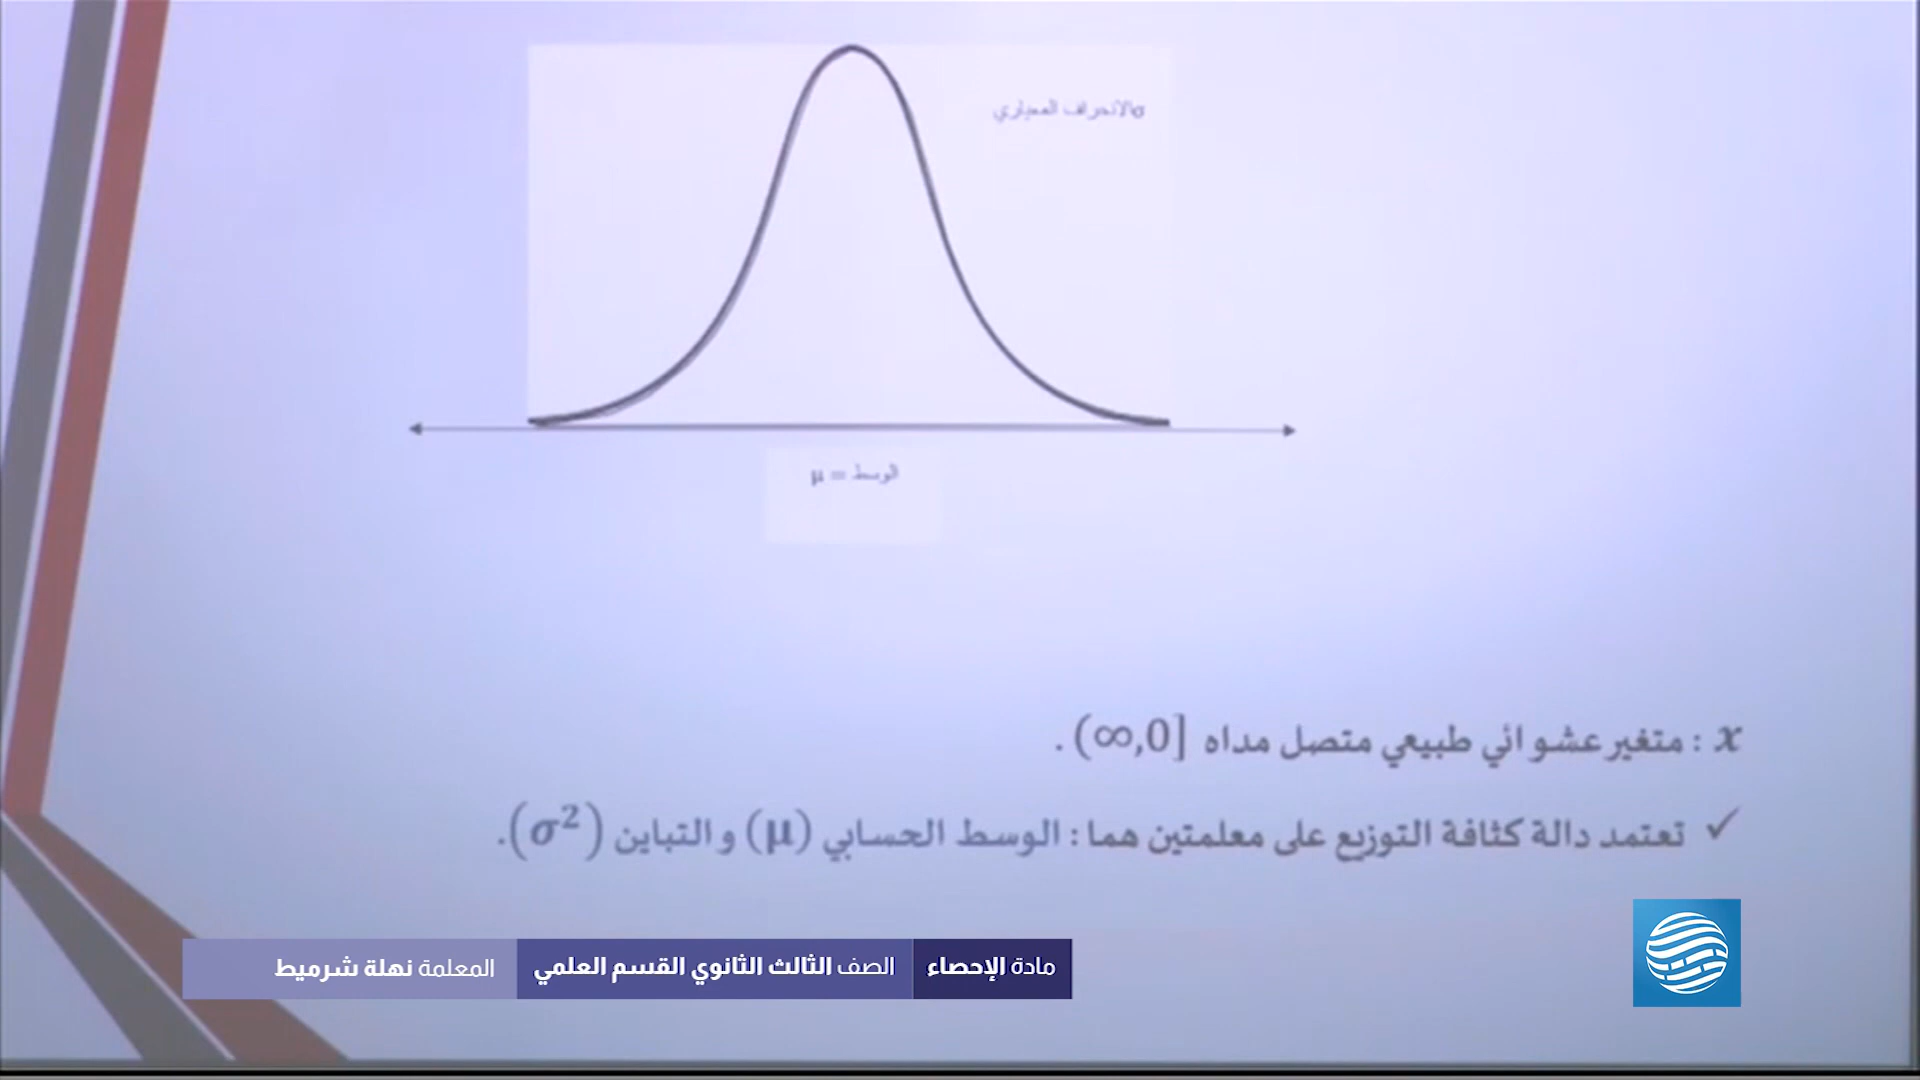 σالانحراف المعياري
الوسط = μ
x : متغير عشوائي طبيعي متصل مداه [0,∞) .
✓ تعتمد دالة كثافة التوزيع على معلمتين هما : الوسط الحسابي (μ) و التباين (σ²).
مادة الإحصاء
الصف الثالث الثانوي القسم العلمي
المعلمة نهلة شرميط